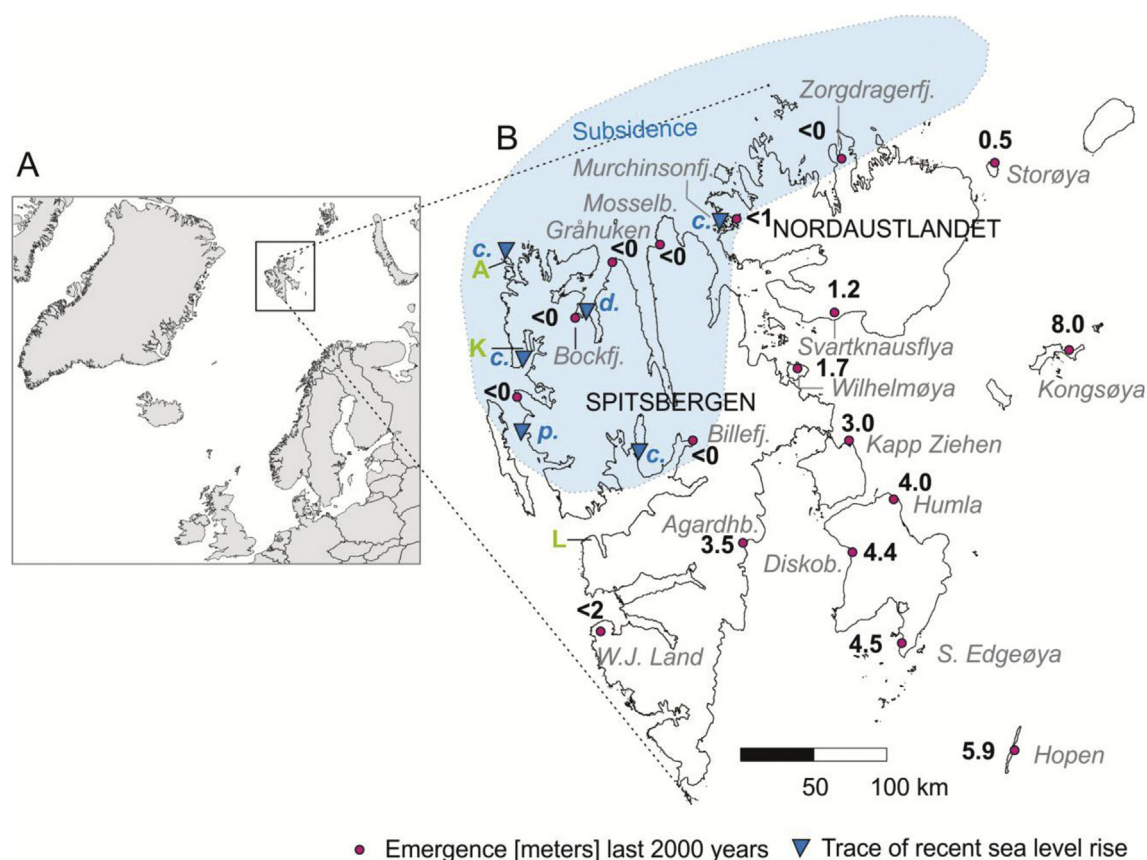 A
B
Subsidence
Zorgdragerfj.
<0
0.5
Storøya
Murchinsonfj.
Mosselb.
Gråhuken
c.
<1
NORDAUSTLANDET
c.
A
<0
<0
d.
<0
Bockfj.
1.2
Svartknausflya
K
c.
8.0
Kongsøya
1.7
Wilhelmøya
<0
SPITSBERGEN
p.
c.
Billefj.
<0
3.0
Kapp Ziehen
4.0
Humla
L
Agardhb.
3.5
Diskob.
4.4
<2
W.J. Land
4.5
S. Edgeøya
5.9
Hopen
50
100 km
Emergence [meters] last 2000 years
Trace of recent sea level rise